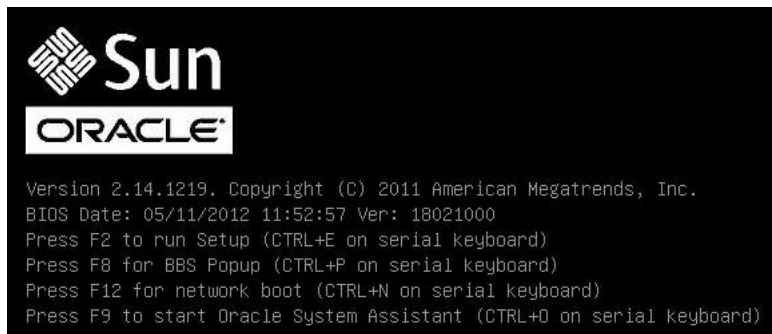 Sun
ORACLE
Version 2.14.1219. Copyright (C) 2011 American Megatrends, Inc.
BIOS Date: 05/11/2012 11:52:57 Ver: 18021000
Press F2 to run Setup (CTRL+E on serial keyboard)
Press F8 for BBS Popup (CTRL+P on serial keyboard)
Press F12 for network boot (CTRL+N on serial keyboard)
Press F9 to start Oracle System Assistant (CTRL+O on serial keyboard)